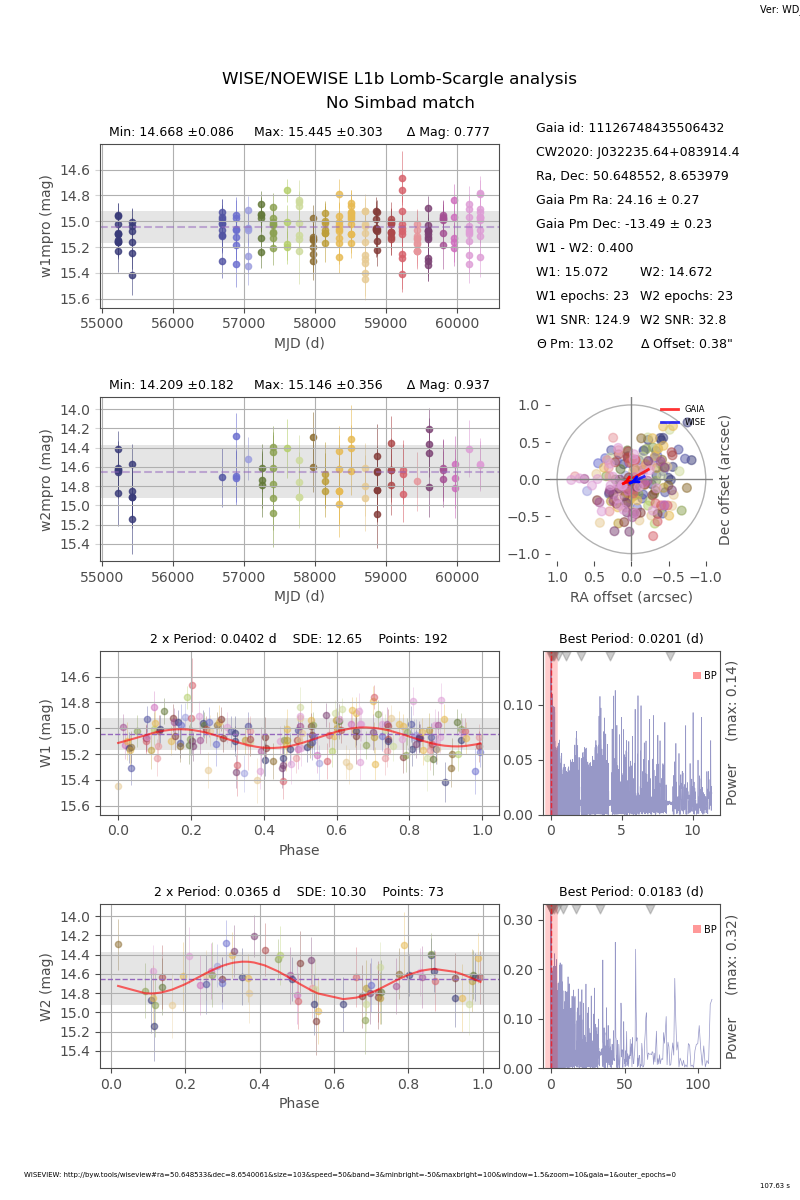 Ver: WD_
WISE/NOEWISE L1b Lomb-Scargle analysis
No Simbad match
Min: 14.668 ±0.086 Max: 15.445 ±0.303 Δ Mag: 0.777
14.6
14.8
15.0
15.2
15.4
15.6
w1mpro (mag)
55000 56000 57000 58000 59000 60000
MJD (d)
Gaia id: 11126748435506432
CW2020: J032235.64+083914.4
Ra, Dec: 50.648552, 8.653979
Gaia Pm Ra: 24.16 ± 0.27
Gaia Pm Dec: -13.49 ± 0.23
W1 - W2: 0.400
W1: 15.072 W2: 14.672
W1 epochs: 23 W2 epochs: 23
W1 SNR: 124.9 W2 SNR: 32.8
Θ Pm: 13.02 Δ Offset: 0.38"
Min: 14.209 ±0.182 Max: 15.146 ±0.356 Δ Mag: 0.937
14.0
14.2
14.4
14.6
14.8
15.0
15.2
15.4
w2mpro (mag)
55000 56000 57000 58000 59000 60000
MJD (d)
GAIA
WISE
1.0
0.5
0.0
−0.5
−1.0
1.0 0.5 0.0 −0.5 −1.0
RA offset (arcsec)
Dec offset (arcsec)
2 x Period: 0.0402 d SDE: 12.65 Points: 192
14.6
14.8
15.0
15.2
15.4
15.6
W1 (mag)
0.0 0.2 0.4 0.6 0.8 1.0
Phase
Best Period: 0.0201 (d)
BP
0.10
0.05
0.00
0 5 10
Power (max: 0.14)
2 x Period: 0.0365 d SDE: 10.30 Points: 73
14.0
14.2
14.4
14.6
14.8
15.0
15.2
15.4
W2 (mag)
0.0 0.2 0.4 0.6 0.8 1.0
Phase
Best Period: 0.0183 (d)
BP
0.30
0.20
0.10
0.00
0 50 100
Power (max: 0.32)
WISEVIEW: http://byw.tools/wiseview#ra=50.648533&dec=8.6540061&size=103&speed=50&band=3&minbright=-50&maxbright=100&window=1.5&zoom=10&gaia=1&outer_epochs=0
107.63 s